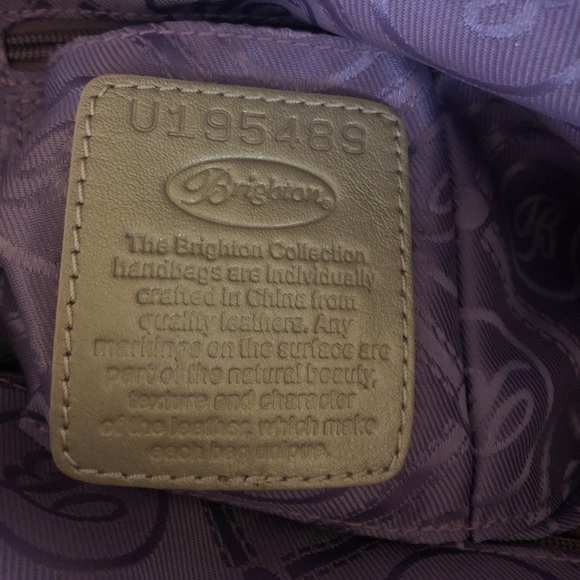 U195489
Brighton®
The Brighton Collection
handbags are individually
crafted in China from
quality leathers. Any
markings on the surface are
part of the natural beauty,
texture and character
of the leather, which make
each bag unique.
B